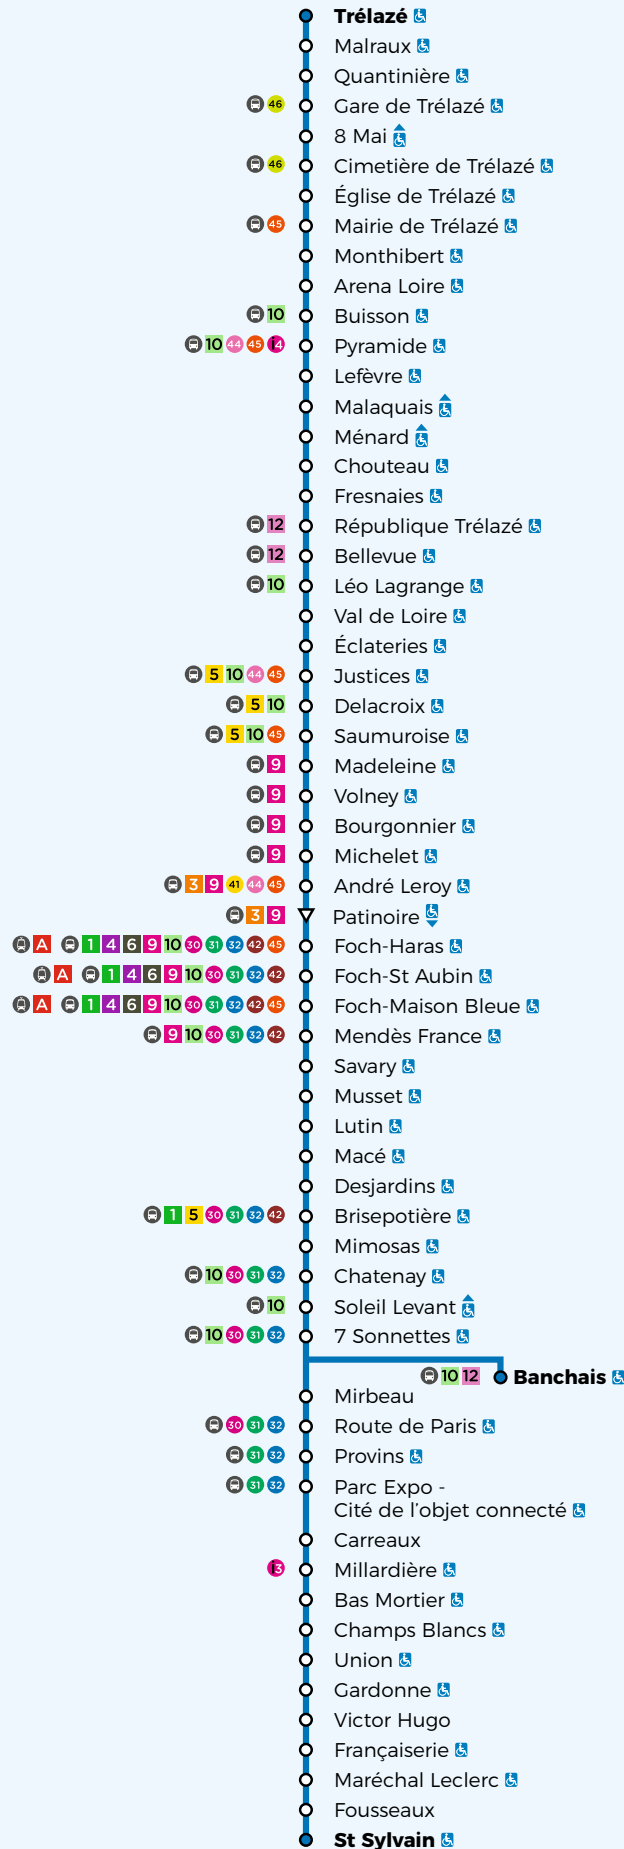 Trélazé
Malraux
Quantinière
46 Gare de Trélazé
8 Mai
46 Cimetière de Trélazé
Église de Trélazé
45 Mairie de Trélazé
Monthibert
Arena Loire
10 Buisson
10 44 45 i4 Pyramide
Lefèvre
Malaquais
Ménard
Chouteau
Fresnaies
12 République Trélazé
12 Bellevue
10 Léo Lagrange
Val de Loire
Éclateries
5 10 44 45 Justices
5 10 Delacroix
5 10 45 Saumuroise
9 Madeleine
9 Volney
9 Bourgonnier
9 Michelet
3 9 41 44 45 André Leroy
3 9 Patinoire
A 1 4 6 9 10 30 31 32 42 45 Foch-Haras
A 1 4 6 9 10 30 31 32 42 Foch-St Aubin
A 1 4 6 9 10 30 31 32 42 45 Foch-Maison Bleue
9 10 30 31 32 42 Mendès France
Savary
Musset
Lutin
Macé
Desjardins
1 5 30 31 32 42 Brisepotière
Mimosas
10 30 31 32 Chatenay
10 Soleil Levant
10 30 31 32 7 Sonnettes
10 12 Banchais
Mirbeau
30 31 32 Route de Paris
31 32 Provins
31 32 Parc Expo -
Cité de l'objet connecté
Carreaux
i3 Millardière
Bas Mortier
Champs Blancs
Union
Gardonne
Victor Hugo
Françaiserie
Maréchal Leclerc
Fousseaux
St Sylvain